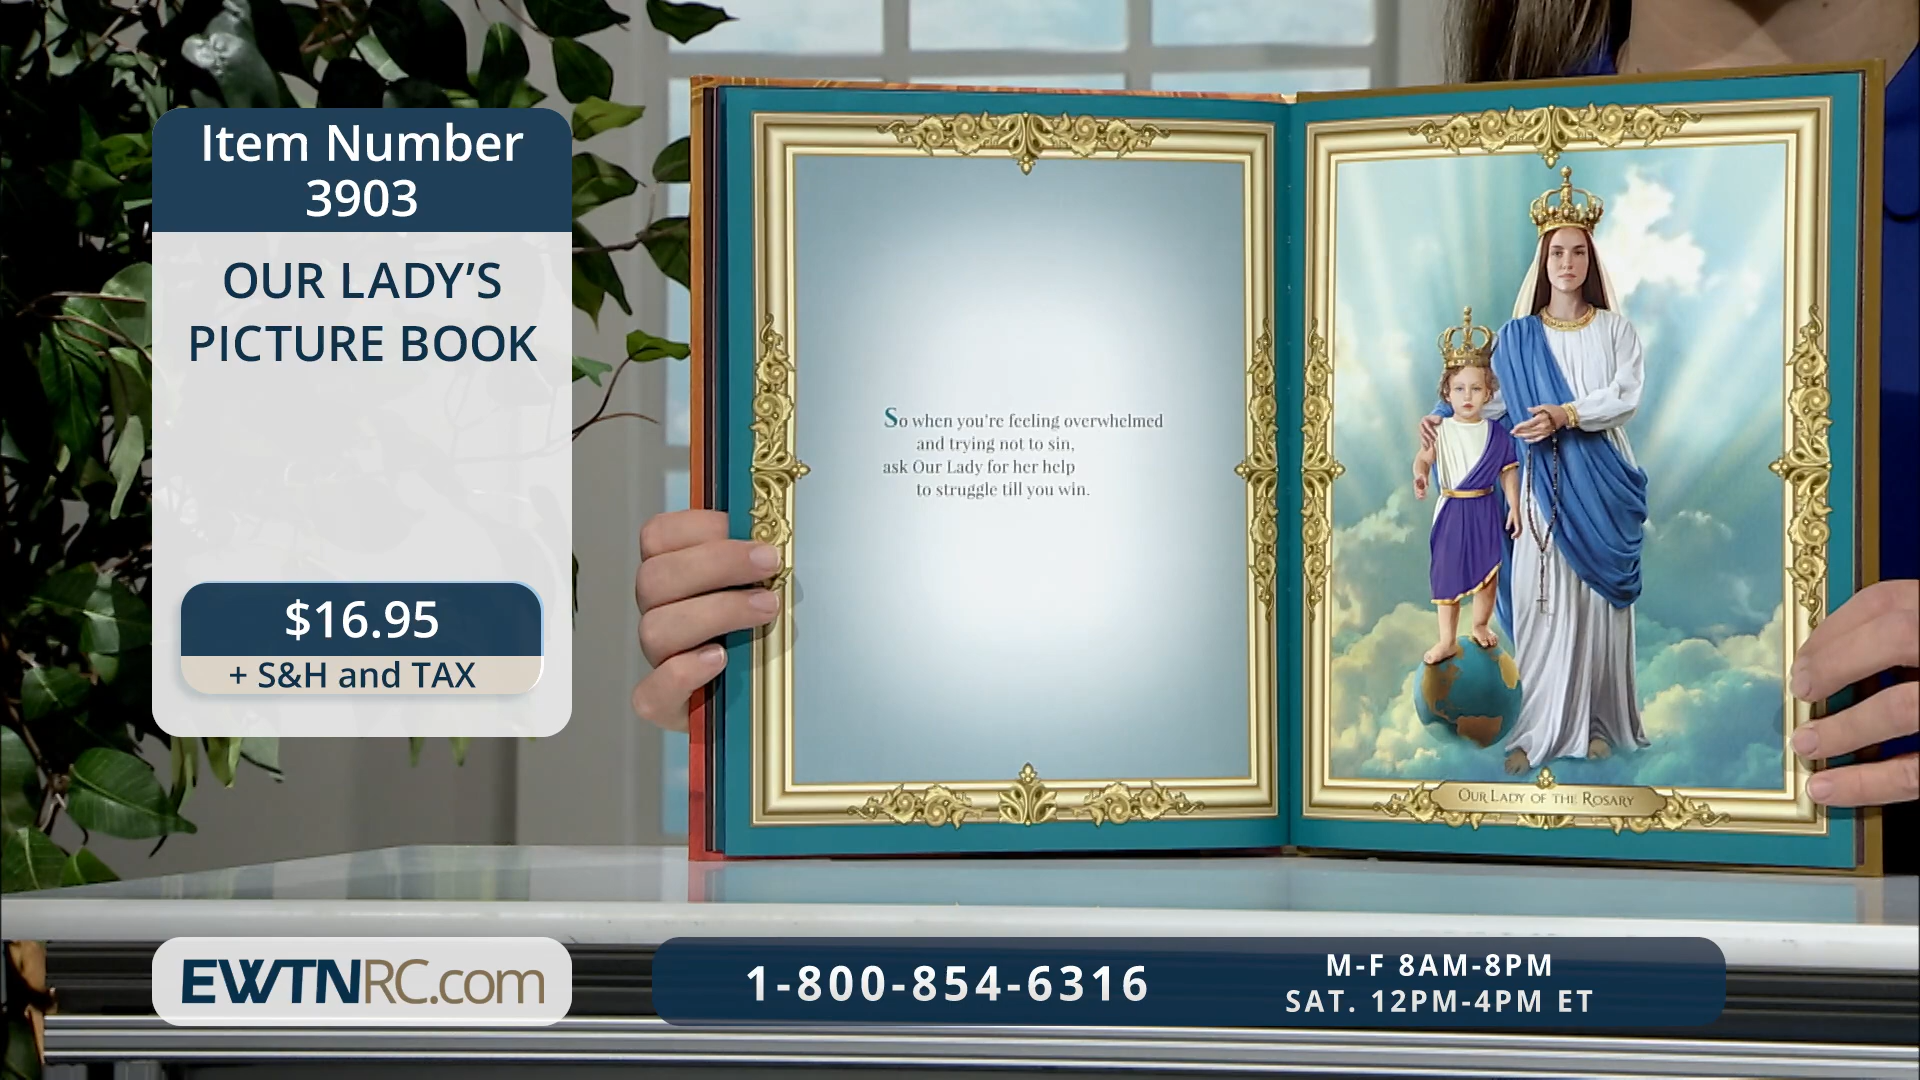 Item Number
3903
OUR LADY'S
PICTURE BOOK
$16.95
+ S&H and TAX
So when you're feeling overwhelmed
and trying not to sin,
ask Our Lady for her help
to struggle till you win.
OUR LADY OF THE ROSARY
EWTNRC.com
1-800-854-6316
M-F 8AM-8PM
SAT. 12PM-4PM ET